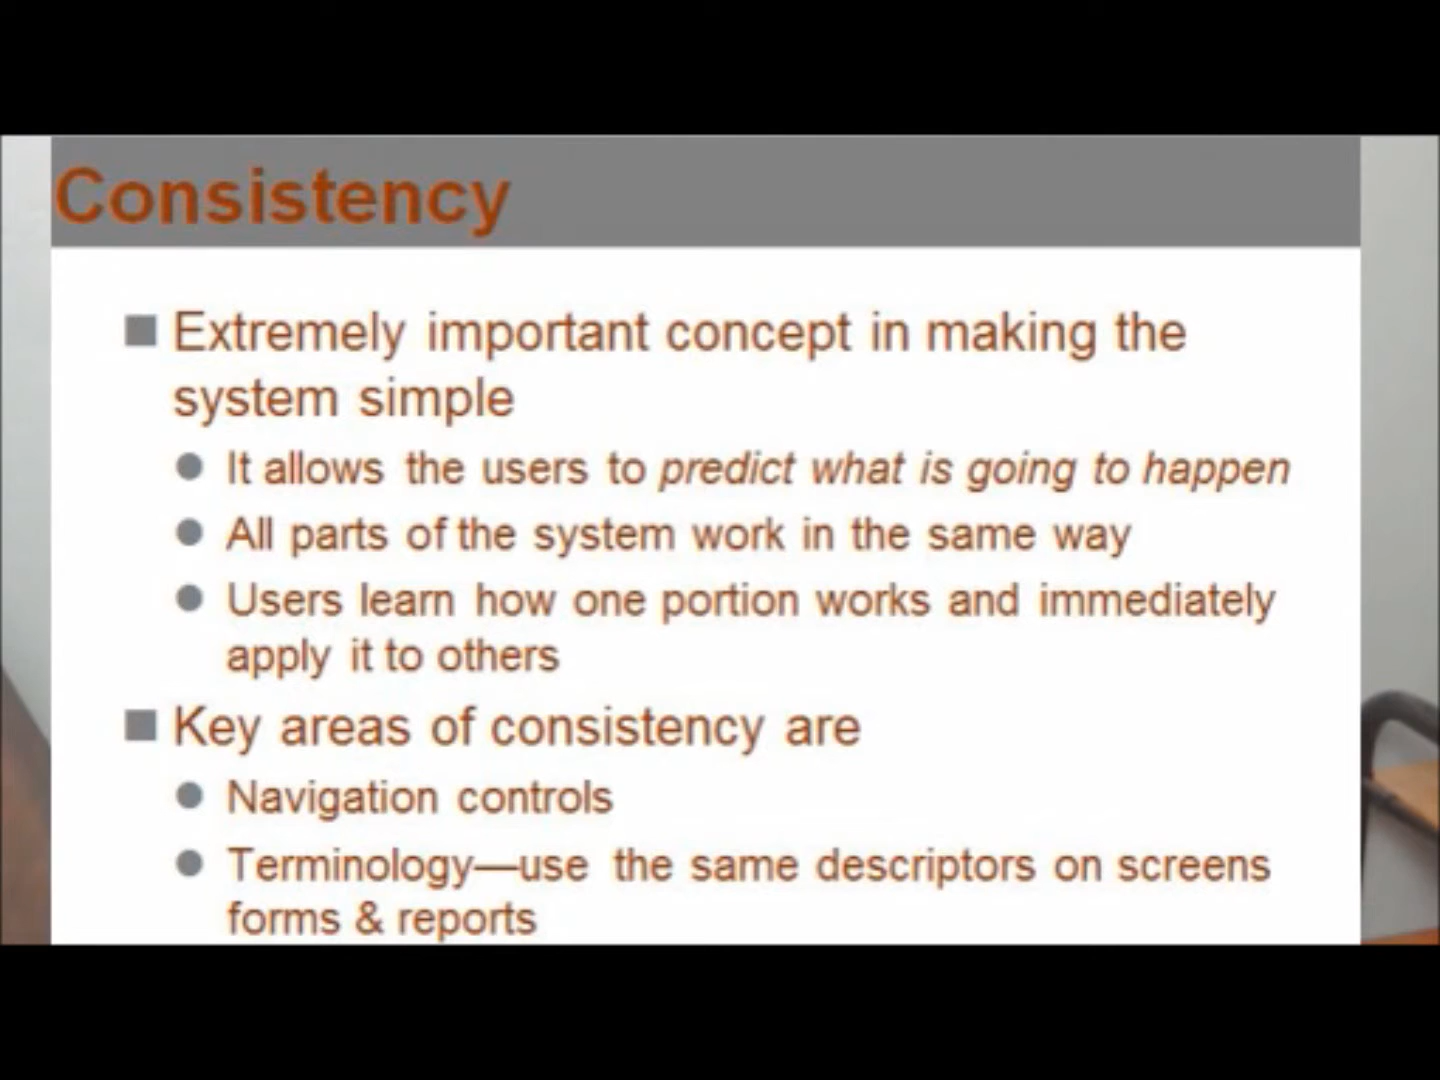 Consistency
Extremely important concept in making the
system simple
It allows the users to predict what is going to happen
All parts of the system work in the same way
Users learn how one portion works and immediately
apply it to others
Key areas of consistency are
Navigation controls
Terminology—use the same descriptors on screens
forms & reports